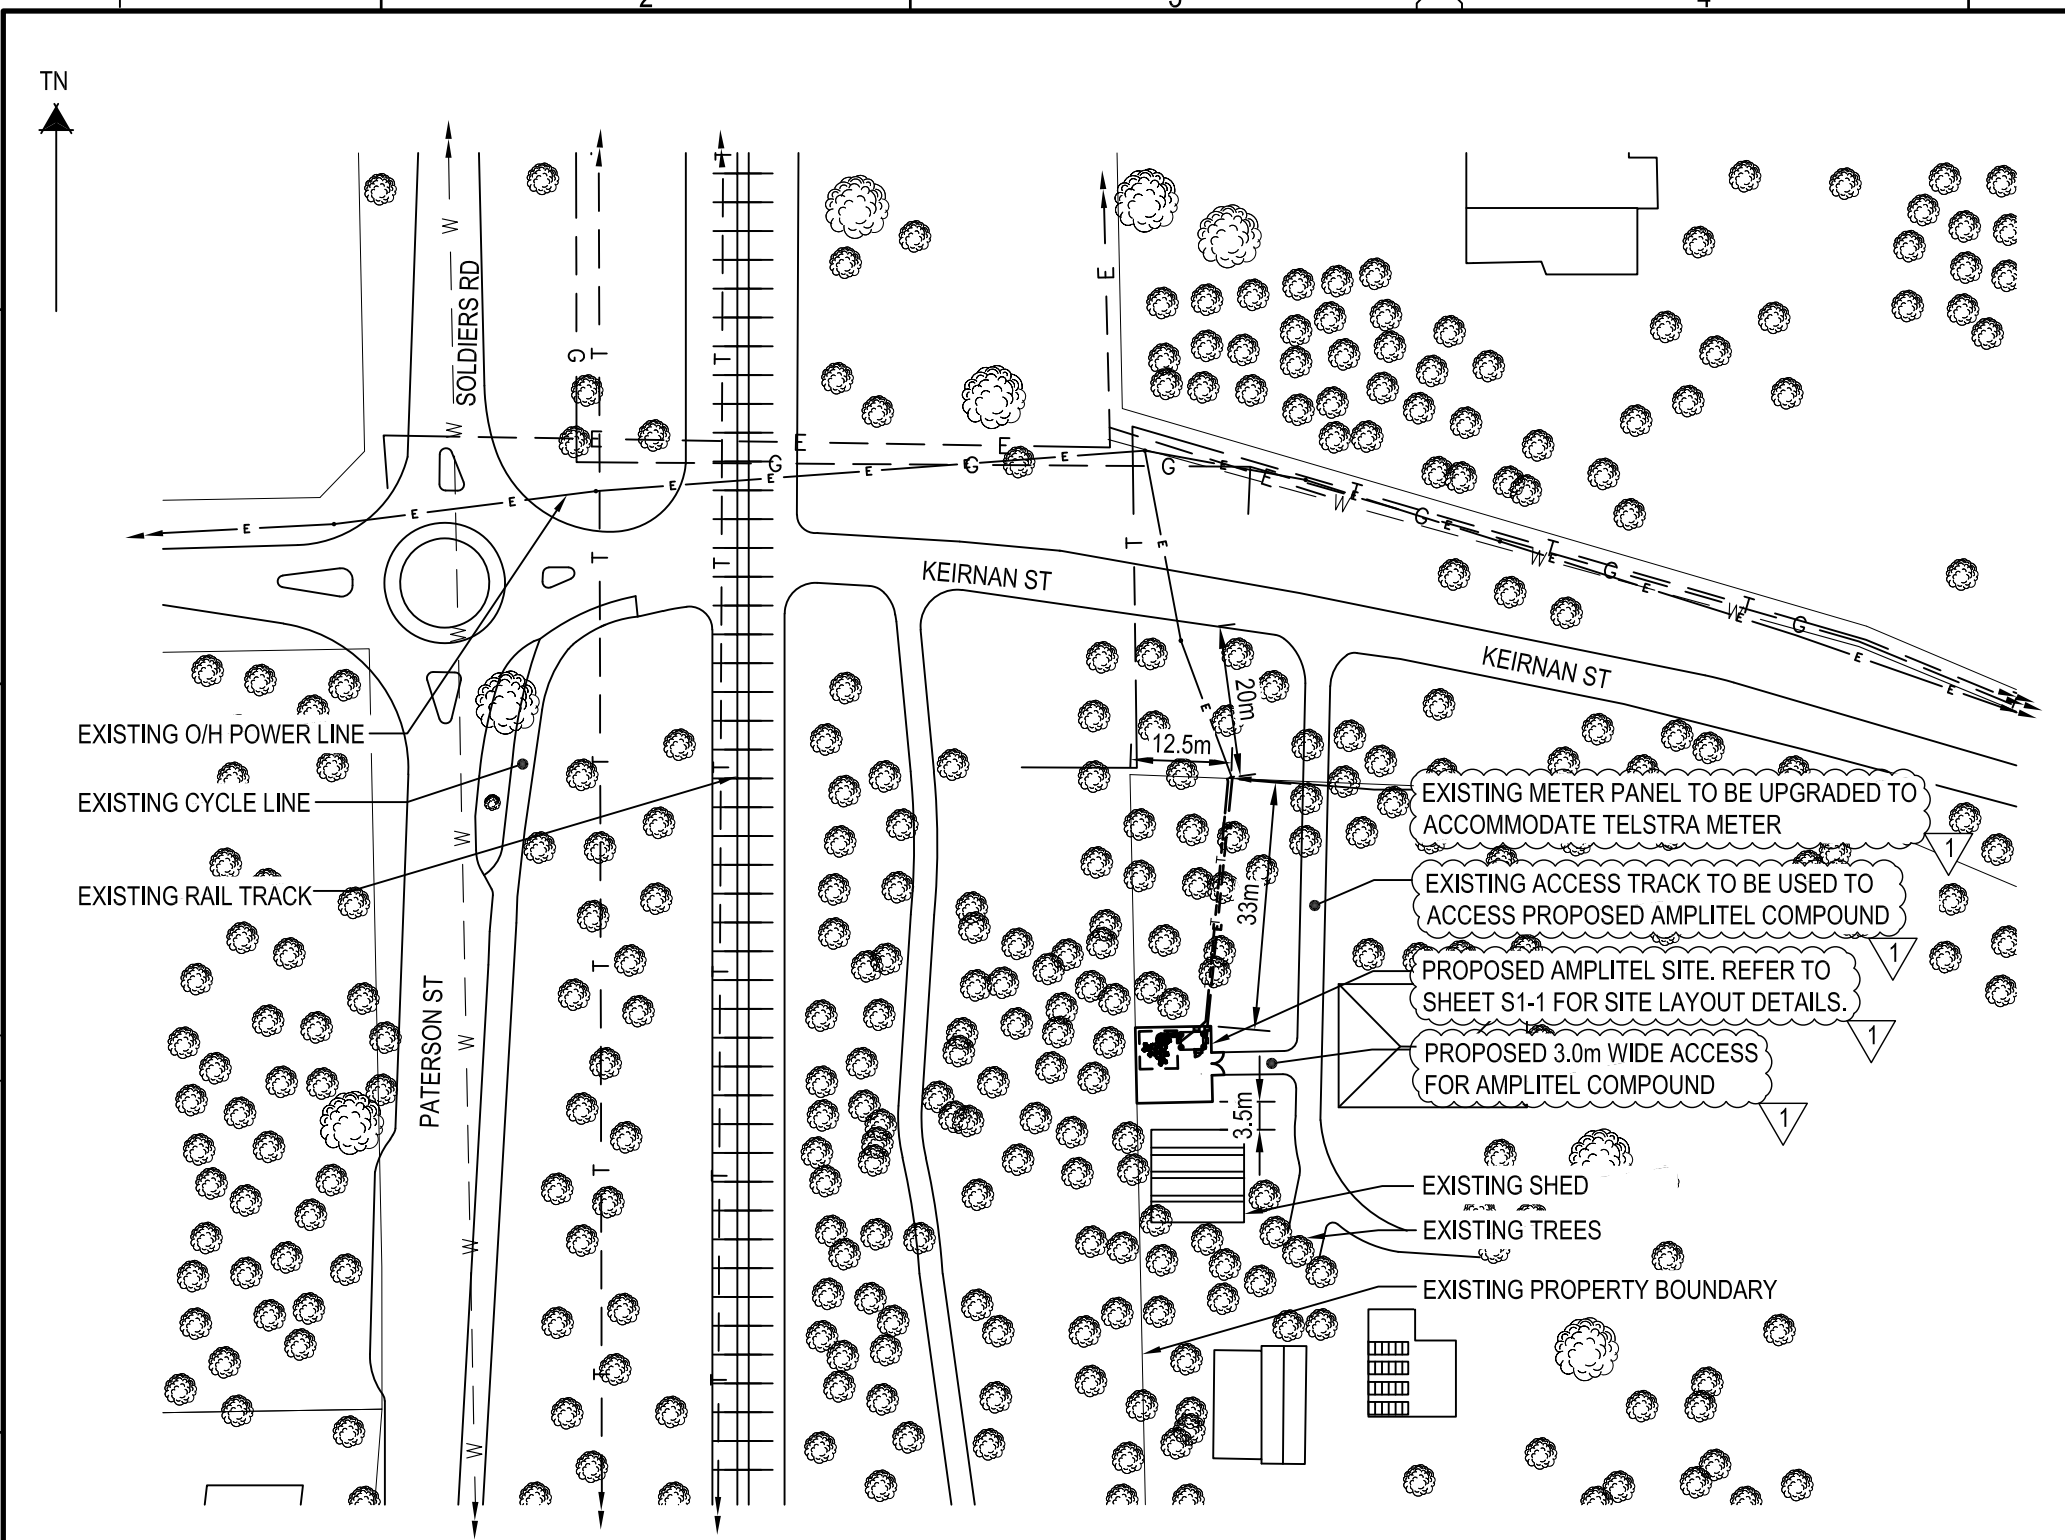 2
3
4
TN
SOLDIERS RD
KEIRNAN ST
KEIRNAN ST
20m
12.5m
EXISTING O/H POWER LINE
EXISTING CYCLE LINE
EXISTING RAIL TRACK
PATERSON ST
33m
3.5m
EXISTING METER PANEL TO BE UPGRADED TO
ACCOMMODATE TELSTRA METER
1
EXISTING ACCESS TRACK TO BE USED TO
ACCESS PROPOSED AMPLITEL COMPOUND
1
PROPOSED AMPLITEL SITE. REFER TO
SHEET S1-1 FOR SITE LAYOUT DETAILS.
1
PROPOSED 3.0m WIDE ACCESS
FOR AMPLITEL COMPOUND
1
EXISTING SHED
EXISTING TREES
EXISTING PROPERTY BOUNDARY